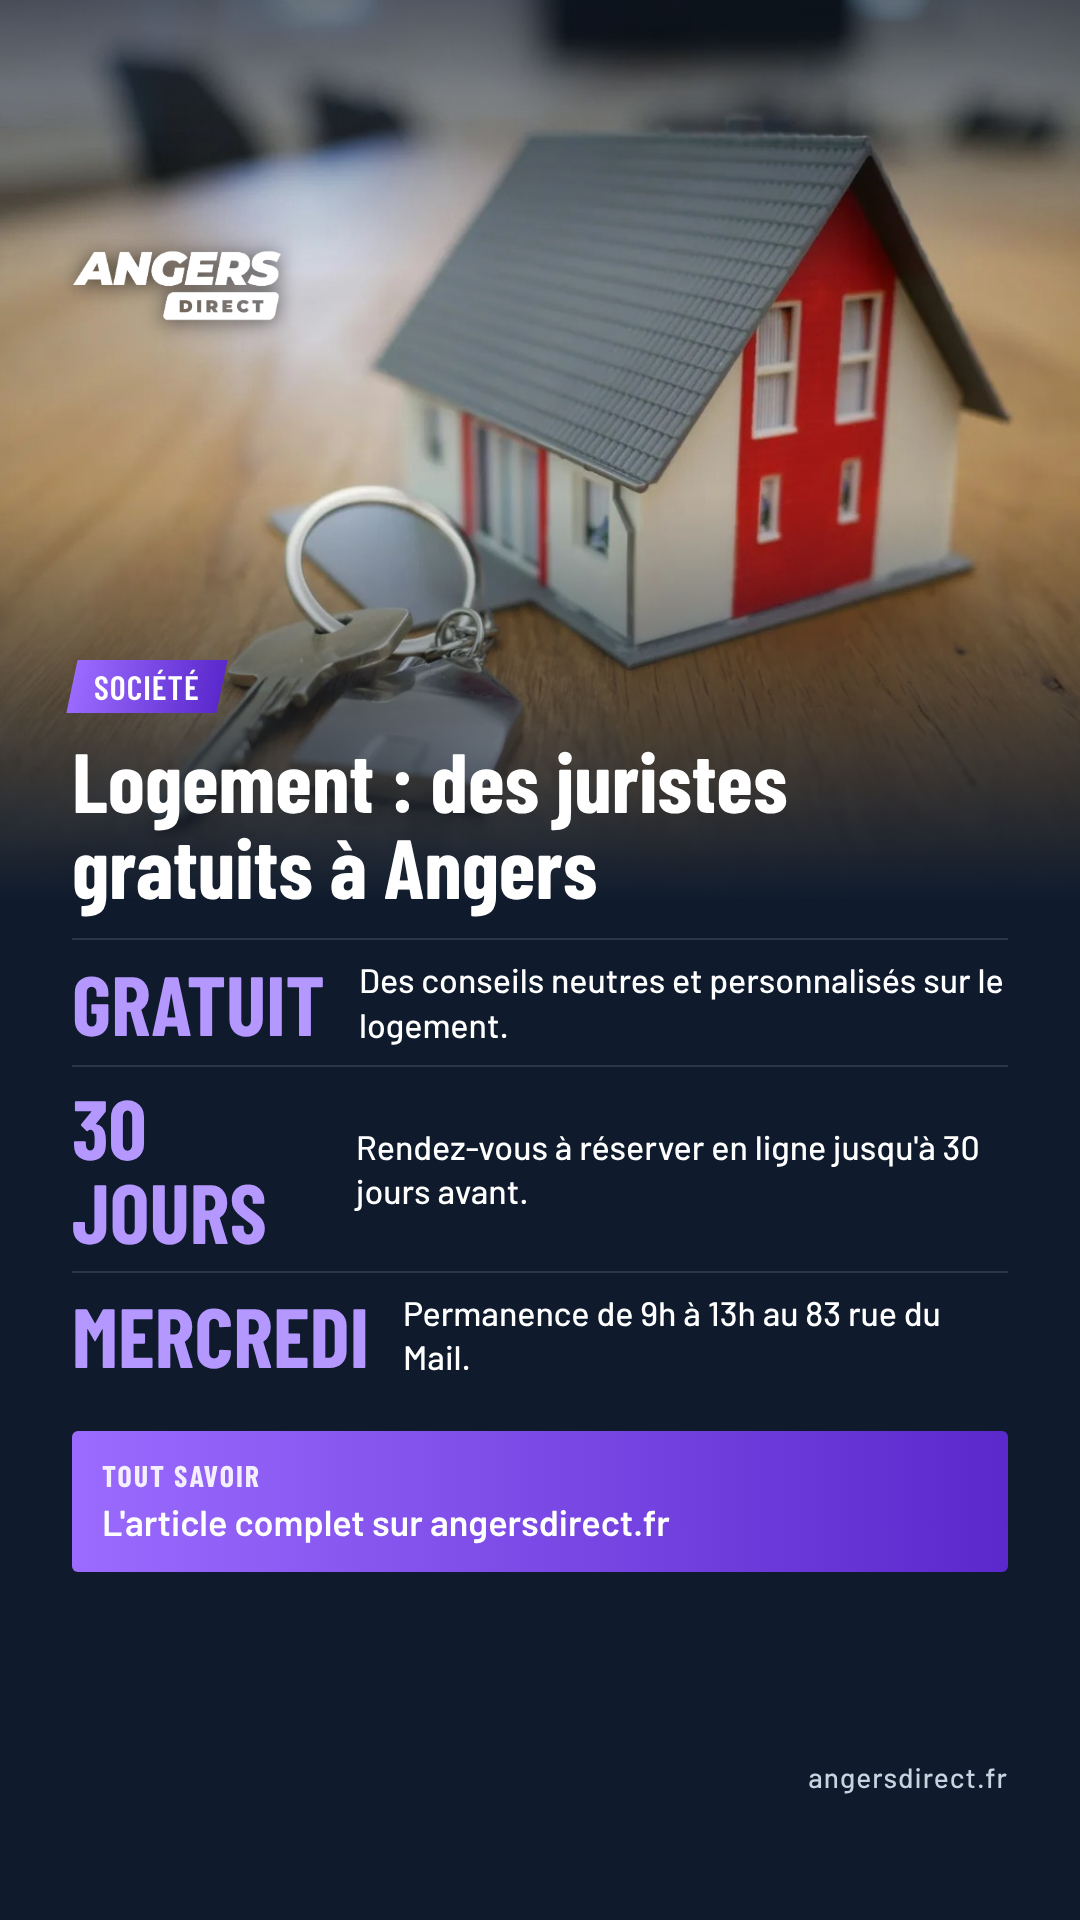 ANGERS
DIRECT
SOCIÉTÉ
Logement : des juristes
gratuits à Angers
GRATUIT
Des conseils neutres et personnalisés sur le
logement.
30
JOURS
Rendez-vous à réserver en ligne jusqu'à 30
jours avant.
MERCREDI
Permanence de 9h à 13h au 83 rue du
Mail.
TOUT SAVOIR
L'article complet sur angersdirect.fr
angersdirect.fr